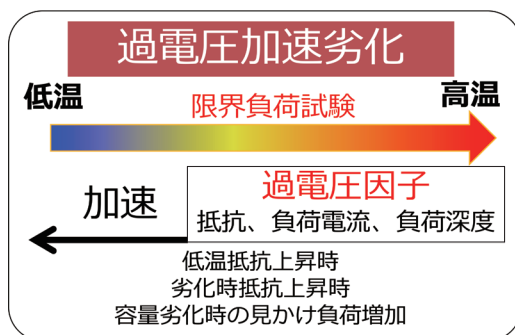 過電圧加速劣化
低温
限界負荷試験
高温
加速
過電圧因子
抵抗、負荷電流、負荷深度
低温抵抗上昇時
劣化時抵抗上昇時
容量劣化時の見かけ負荷増加